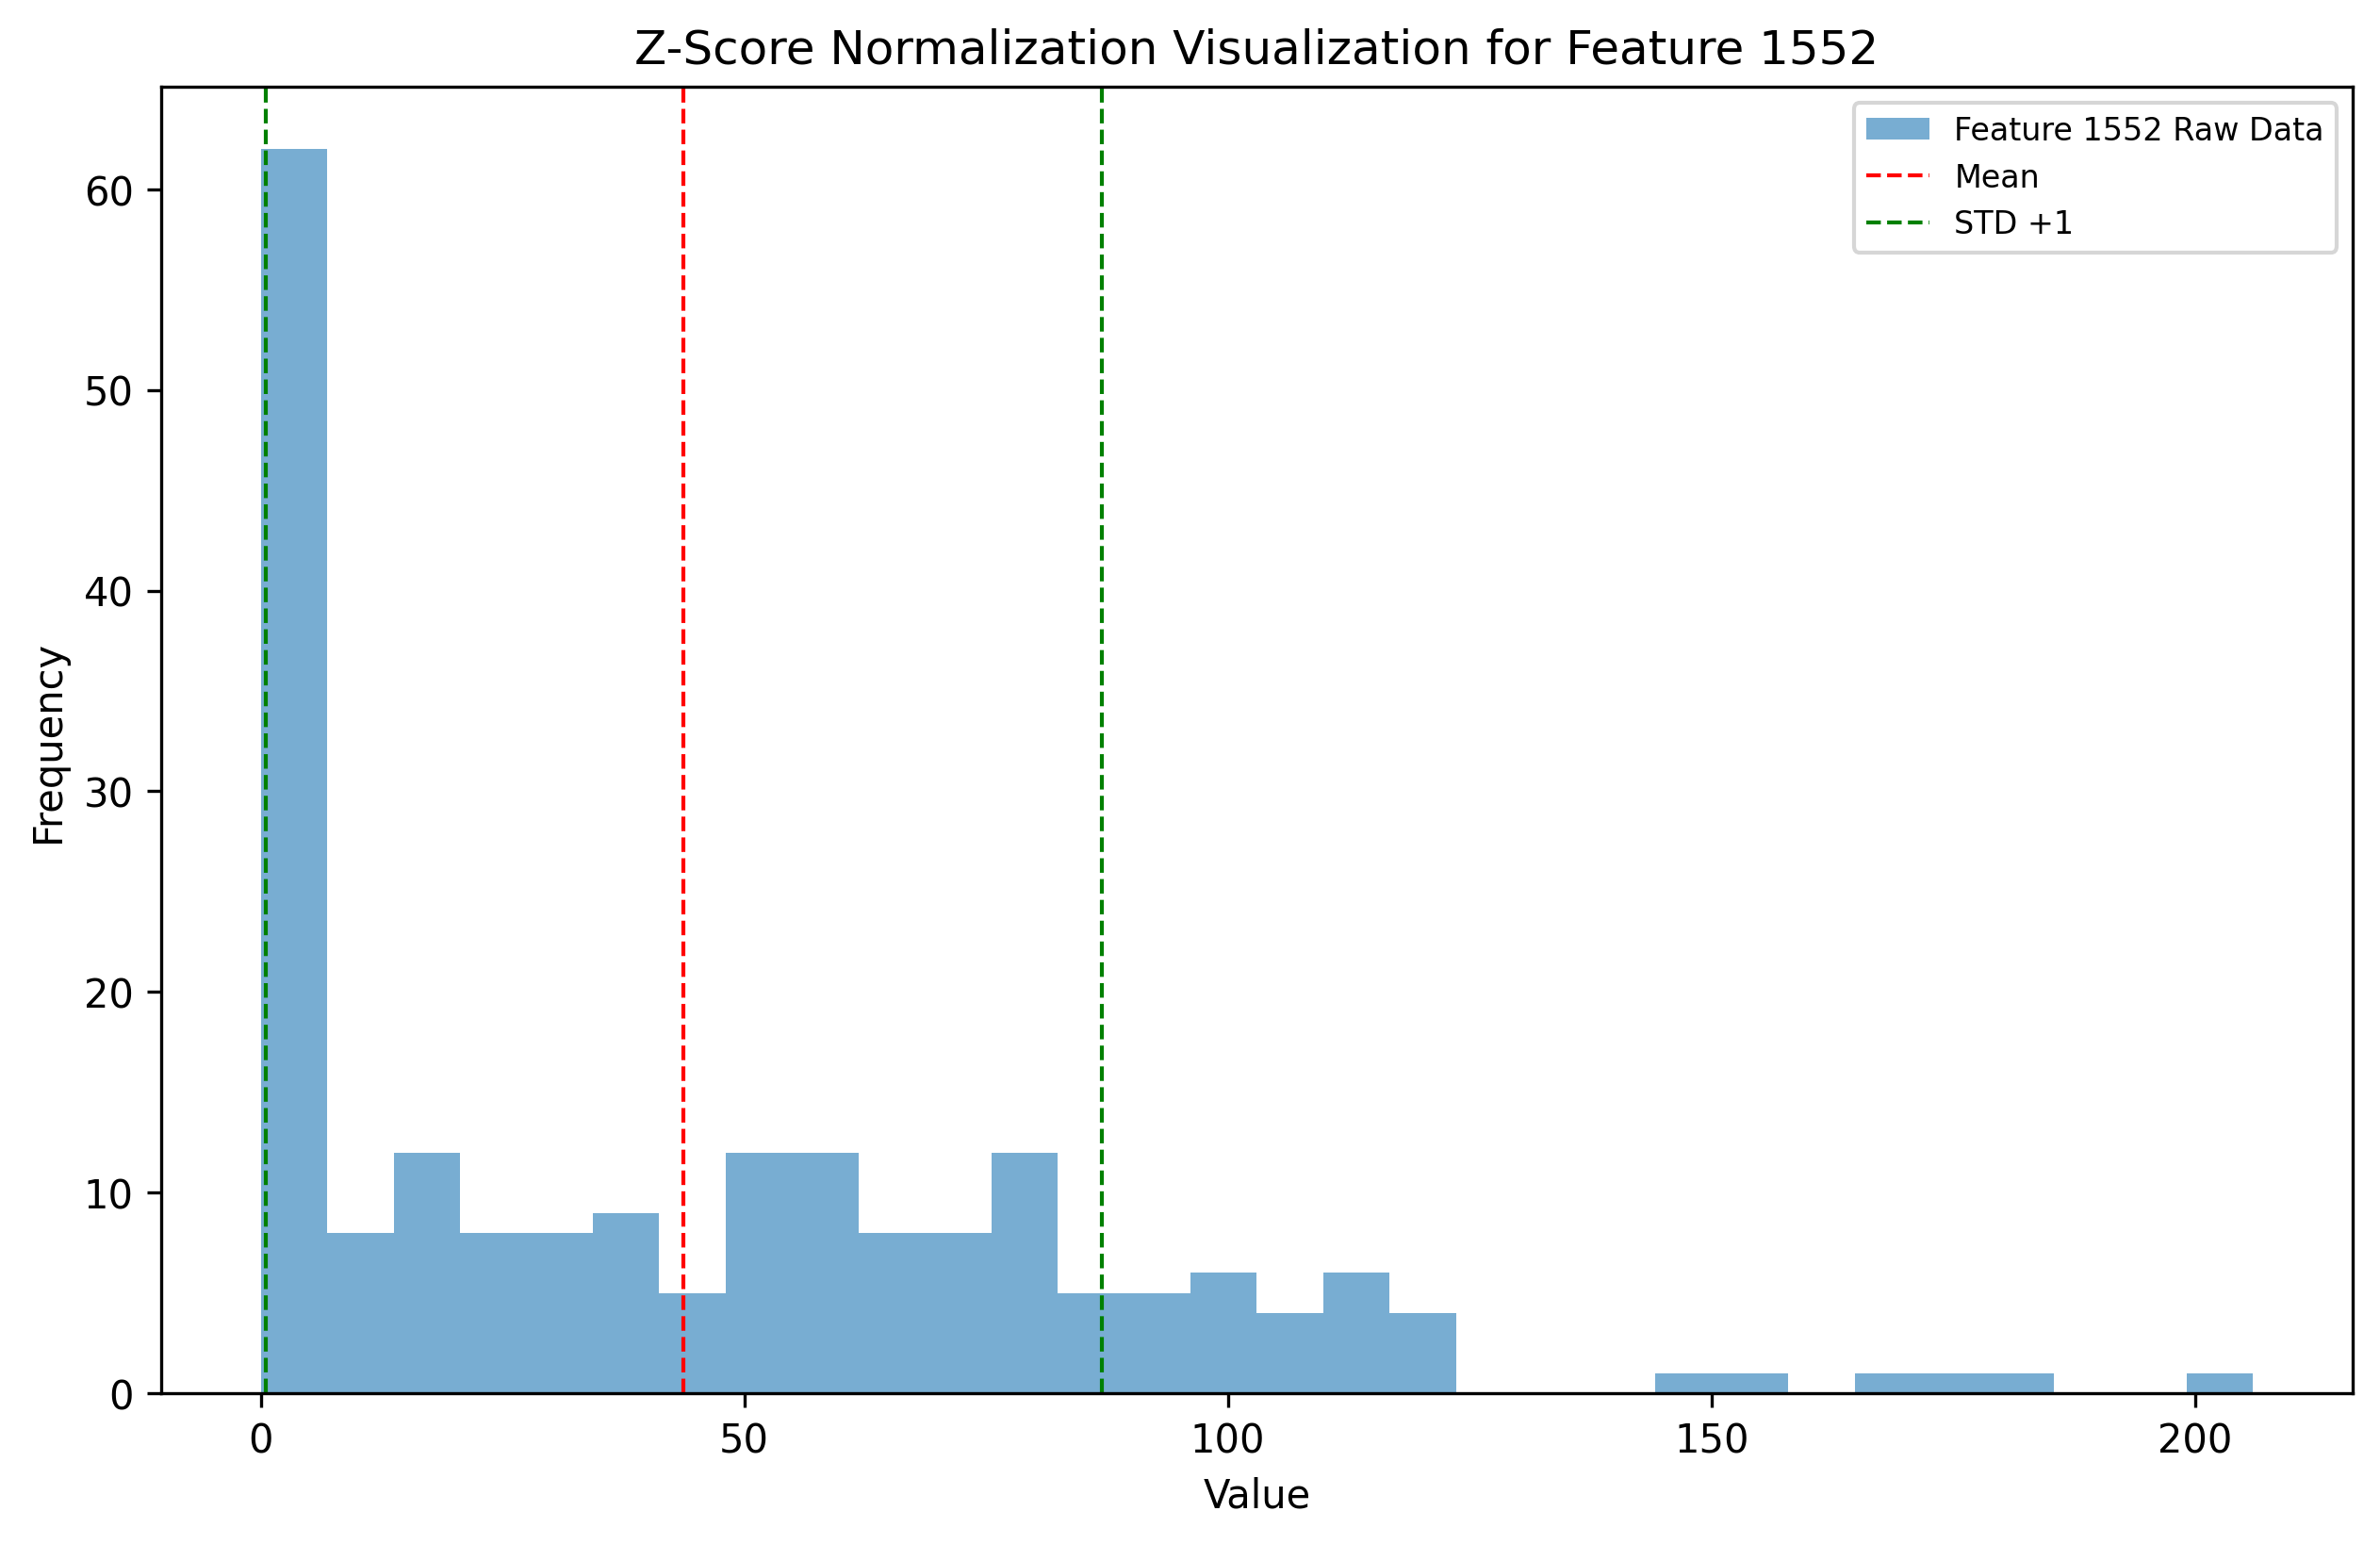 Z-Score Normalization Visualization for Feature 1552
Feature 1552 Raw Data
Mean
STD +1
60
50
40
30
20
10
0
Frequency
0 50 100 150 200
Value